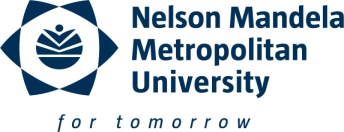 Nelson Mandela
Metropolitan
University
for tomorrow